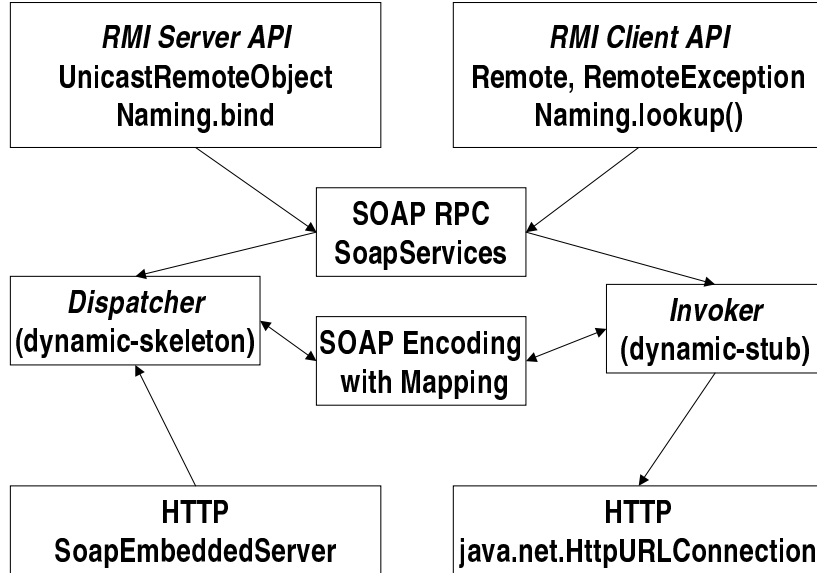 RMI Server API
UnicastRemoteObject
Naming.bind
RMI Client API
Remote, RemoteException
Naming.lookup()
SOAP RPC
SoapServices
Dispatcher
(dynamic-skeleton)
SOAP Encoding
with Mapping
Invoker
(dynamic-stub)
HTTP
SoapEmbeddedServer
HTTP
java.net.HttpURLConnection